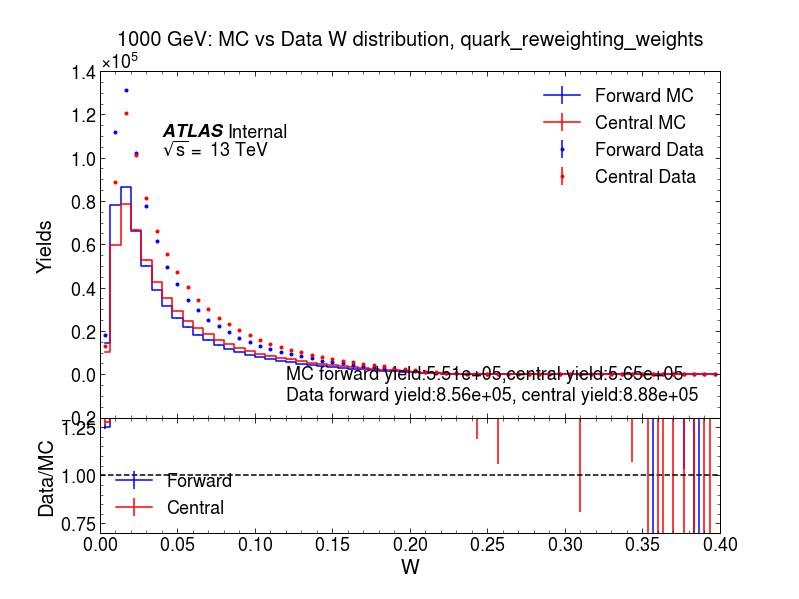 1000 GeV: MC vs Data W distribution, quark_reweighting_weights
×10⁵
1.4
1.2
1.0
0.8
0.6
0.4
0.2
0.0
0.2
Yields
ATLAS Internal
√s = 13 TeV
Forward MC
Central MC
Forward Data
Central Data
MC forward yield:5.51e+05,central yield:5.65e+05
Data forward yield:8.56e+05, central yield:8.88e+05
1.25
1.00
0.75
Data/MC
Forward
Central
0.00 0.05 0.10 0.15 0.20 0.25 0.30 0.35 0.40
W